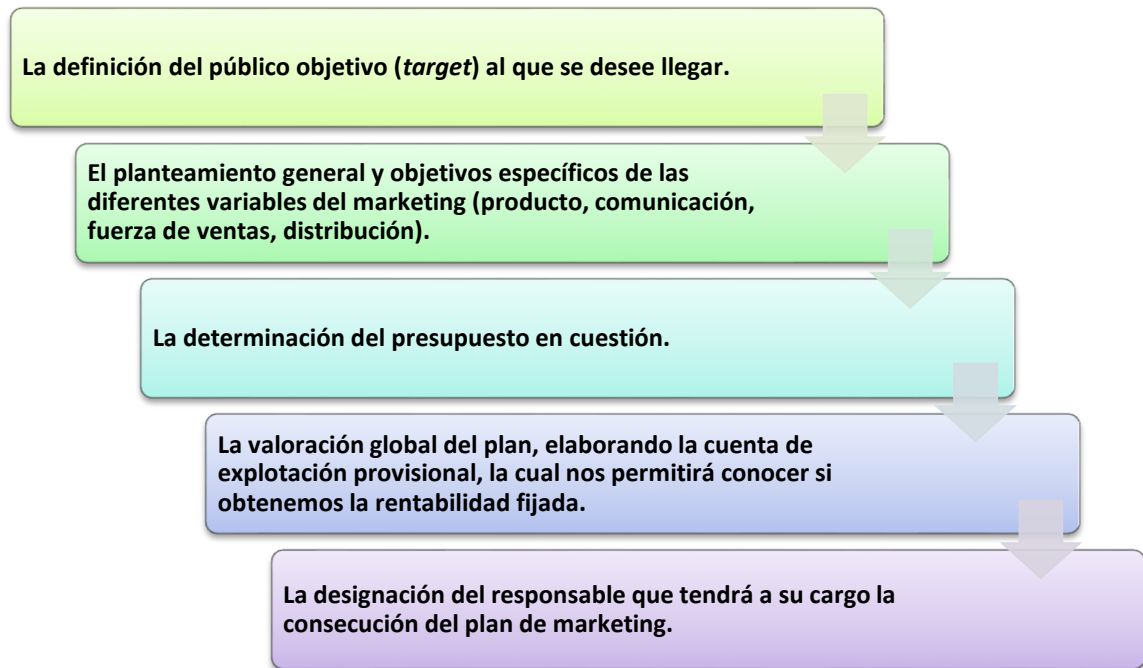 La definición del público objetivo (target) al que se desee llegar.
El planteamiento general y objetivos específicos de las
diferentes variables del marketing (producto, comunicación,
fuerza de ventas, distribución).
La determinación del presupuesto en cuestión.
La valoración global del plan, elaborando la cuenta de
explotación provisional, la cual nos permitirá conocer si
obtenemos la rentabilidad fijada.
La designación del responsable que tendrá a su cargo la
consecución del plan de marketing.